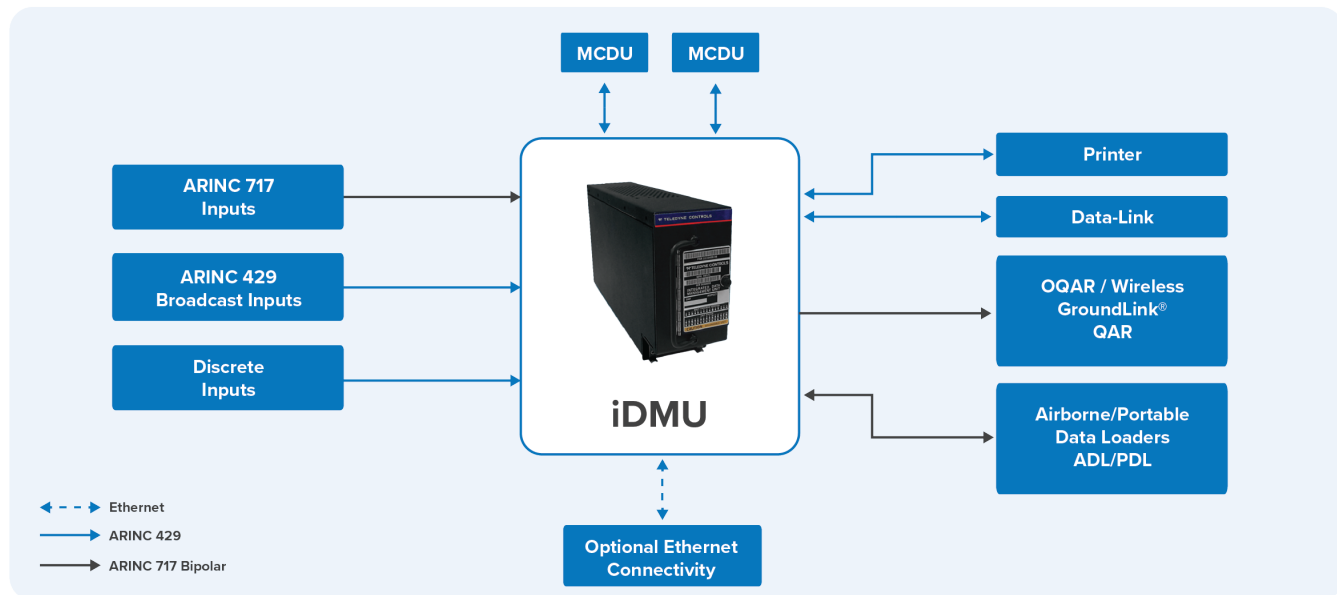 MCDU
MCDU
ARINC 717
Inputs
ARINC 429
Broadcast Inputs
Discrete
Inputs
TELEDYNE CONTROLS
iDMU
Printer
Data-Link
OQAR / Wireless
GroundLink®
QAR
Airborne/Portable
Data Loaders
ADL/PDL
Optional Ethernet
Connectivity
Ethernet
ARINC 429
ARINC 717 Bipolar